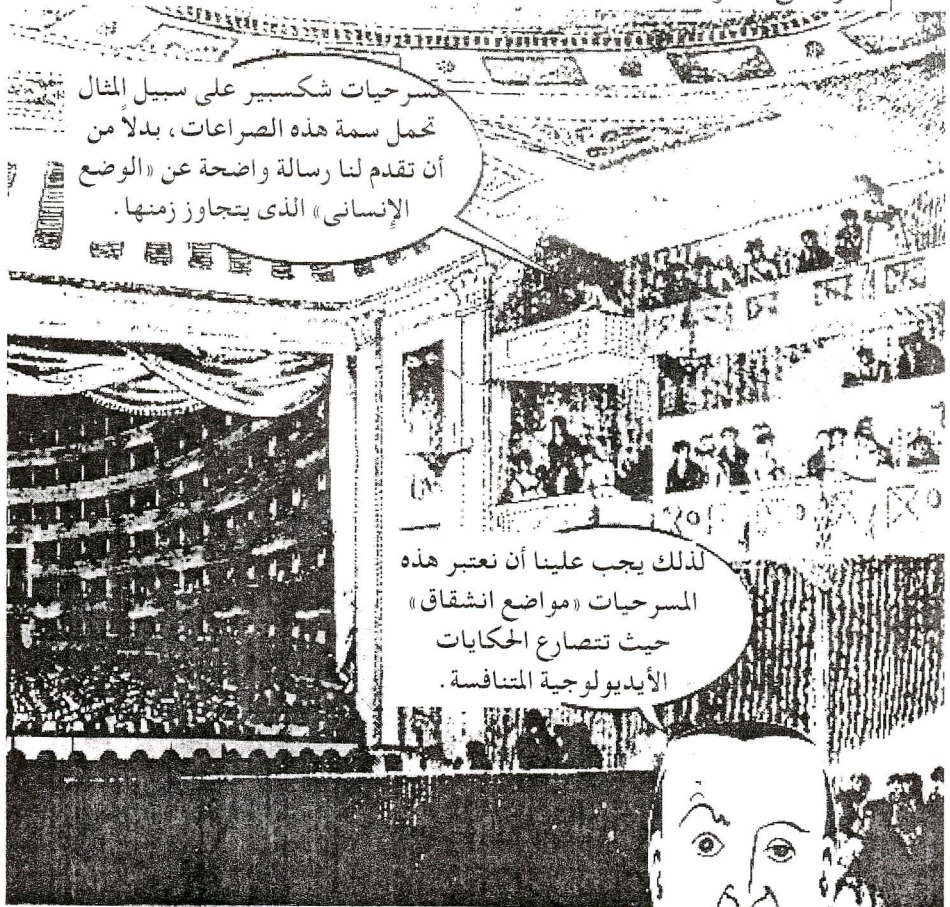 مسرحيات شكسبير على سبيل المثال
تحمل سمة هذه الصراعات، بدلاً من
أن تقدم لنا رسالة واضحة عن «الوضع
الإنسانى» الذى يتجاوز زمنها.
لذلك يجب علينا أن نعتبر هذه
المسرحيات «مواضع انشقاق»
حيث تتصارع الحكايات
الأيديولوجية المتنافسة.